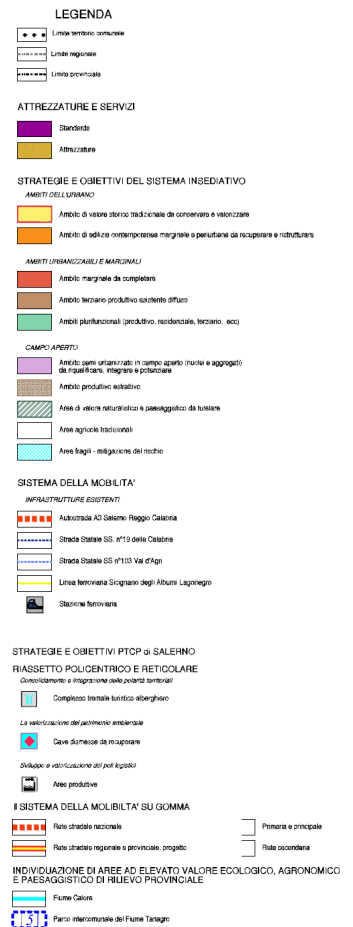 LEGENDA
Limite territorio comunale
Limite regionale
Limite provinciale
ATTREZZATURE E SERVIZI
Standards
Attrezzature
STRATEGIE E OBIETTIVI DEL SISTEMA INSEDIATIVO
AMBITI DELL'URBANO
Ambito di valore storico tradizionale da conservare e valorizzare
Ambito di edilizia contemporanea marginale e periurbana da recuperare e ristrutturare
AMBITI URBANIZZABILI E MARGINALI
Ambito marginale da completare
Ambito terziario produttivo esistente diffuso
Ambiti plurifunzionali (produttivo, residenziale, terziario, ecc)
CAMPO APERTO
Ambito semi urbanizzato in campo aperto (nuclei e aggregati)
da riqualificare, integrare e potenziare
Ambito produttivo estrattivo
Aree di valore naturalistico e paesaggistico da tutelare
Aree agricole tradizionali
Aree fragili - mitigazione del rischio
SISTEMA DELLA MOBILITA'
INFRASTRUTTURE ESISTENTI
Autostrada A3 Salerno Reggio Calabria
Strada Statale SS. n°19 delle Calabrie
Strada Statale SS n°103 Val d'Agri
Linea ferroviaria Sicignano degli Alburni Lagonegro
Stazione ferroviaria
STRATEGIE E OBIETTIVI PTCP di SALERNO
RIASSETTO POLICENTRICO E RETICOLARE
Consolidamento e integrazione delle polarità territoriali
Complesso tremale-turistico alberghiero
La valorizzazione del patrimonio ambientale
Cave dismesse da recuperare
Sviluppo e valorizzazione dei poli logistici
Aree produttive
Il SISTEMA DELLA MOLIBILTA' SU GOMMA
Rete stradale nazionale
Primaria e principale
Rete stradale regionale e provinciale: progetto
Rete secondaria
INDIVIDUAZIONE DI AREE AD ELEVATO VALORE ECOLOGICO, AGRONOMICO
E PAESAGGISTICO DI RILIEVO PROVINCIALE
Fiume Calore
5 Parco intercomunale del Fiume Tanagro